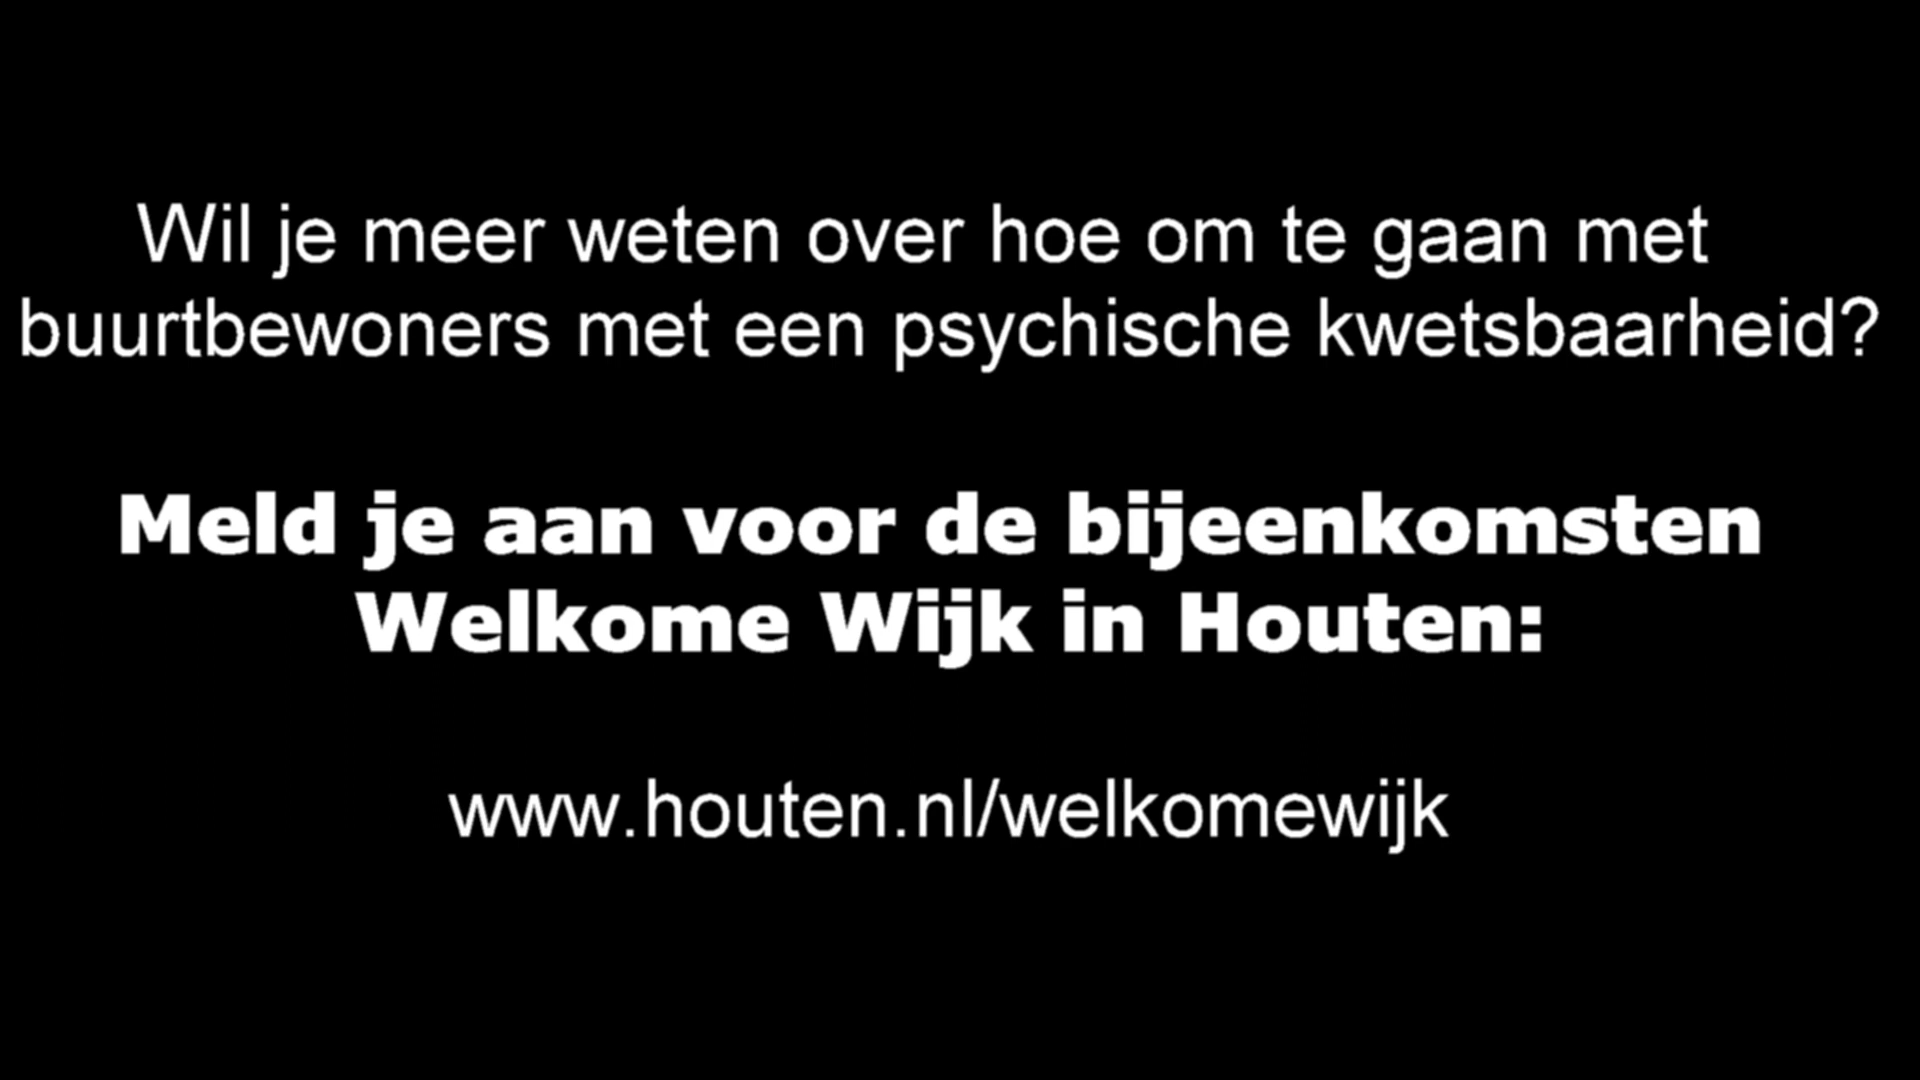 Wil je meer weten over hoe om te gaan met
buurtbewoners met een psychische kwetsbaarheid?
Meld je aan voor de bijeenkomsten
Welkome Wijk in Houten:
www.houten.nl/welkomewijk